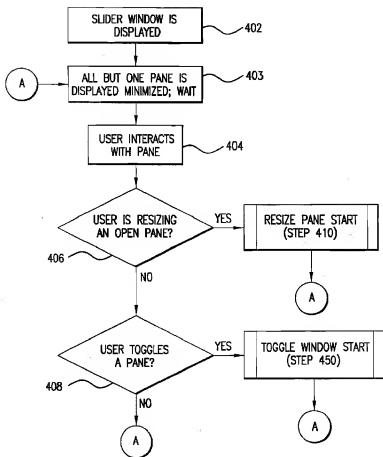 SLIDER WINDOW IS
DISPLAYED
402
A
ALL BUT ONE PANE IS
DISPLAYED MINIMIZED; WAIT
403
USER INTERACTS
WITH PANE
404
USER IS RESIZING
AN OPEN PANE?
406
YES
RESIZE PANE START
(STEP 410)
NO
A
USER TOGGLES
A PANE?
408
YES
TOGGLE WINDOW START
(STEP 450)
NO
A
A